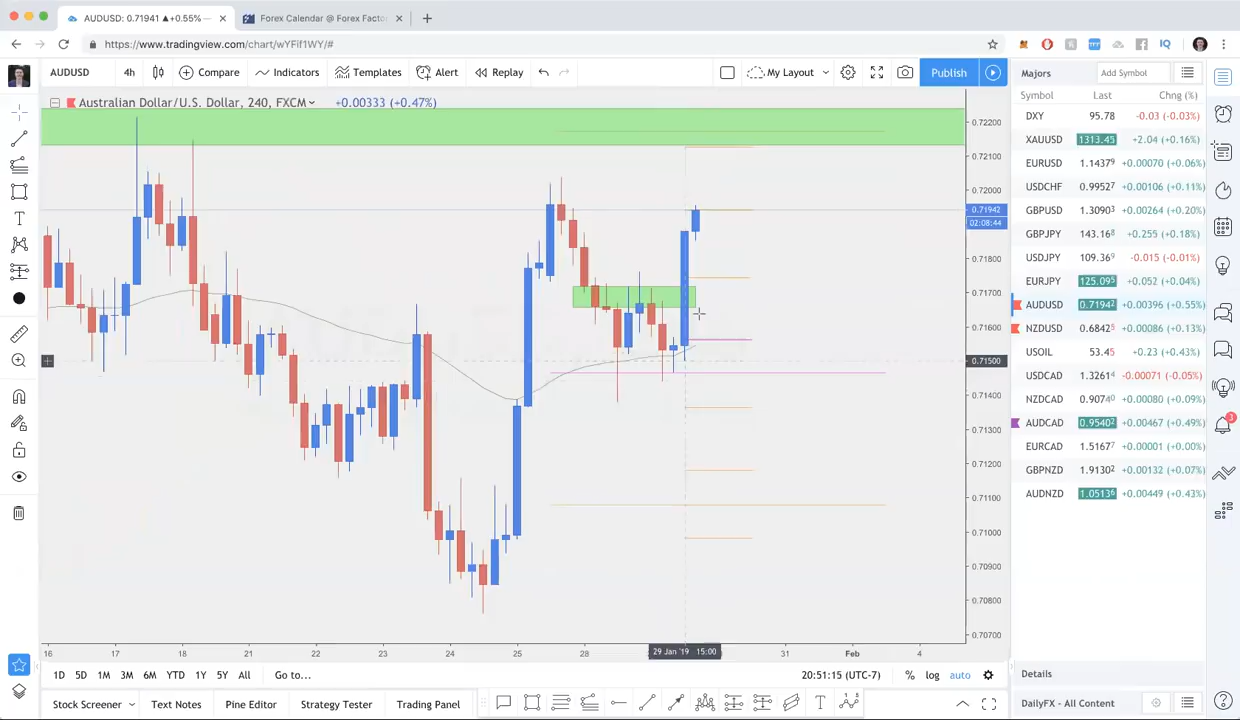 AUDUSD: 0.71941 ▲+0.55% —
Forex Calendar @ Forex Facto
https://www.tradingview.com/chart/wYFif1WY/#
IQ
AUDUSD 4h Compare Indicators Templates Alert Replay My Layout Publish
Majors Add Symbol
Australian Dollar/U.S. Dollar, 240, FXCM +0.00333 (+0.47%)
Symbol Last Chng (%)
DXY 95.78 -0.03 (-0.03%)
XAUUSD 1313.45 +2.04 (+0.16%)
EURUSD 1.14379 +0.00070 (+0.06%)
USDCHF 0.99527 +0.00106 (+0.11%)
GBPUSD 1.30903 +0.00264 (+0.20%)
GBPJPY 143.168 +0.255 (+0.18%)
USDJPY 109.369 -0.015 (-0.01%)
EURJPY 125.095 +0.052 (+0.04%)
AUDUSD 0.71942 +0.00396 (+0.55%)
NZDUSD 0.68425 +0.00086 (+0.13%)
USOIL 53.45 +0.23 (+0.43%)
USDCAD 1.32614 -0.00071 (-0.05%)
NZDCAD 0.90740 +0.00080 (+0.09%)
AUDCAD 0.95402 +0.00467 (+0.49%)
EURCAD 1.51677 +0.00001 (+0.00%)
GBPNZD 1.91302 +0.00132 (+0.07%)
AUDNZD 1.05136 +0.00449 (+0.43%)
3
0.72200
0.72100
0.72000
0.71942
02:08:44
0.71800
0.71700
0.71600
0.71500
0.71400
0.71300
0.71200
0.71100
0.71000
0.70900
0.70800
0.70700
16 17 18 21 22 23 24 25 28 29 Jan '19 15:00 31 Feb 4
1D 5D 1M 3M 6M YTD 1Y 5Y All Go to... 20:51:15 (UTC-7) % log auto
Details
Stock Screener Text Notes Pine Editor Strategy Tester Trading Panel
DailyFX - All Content